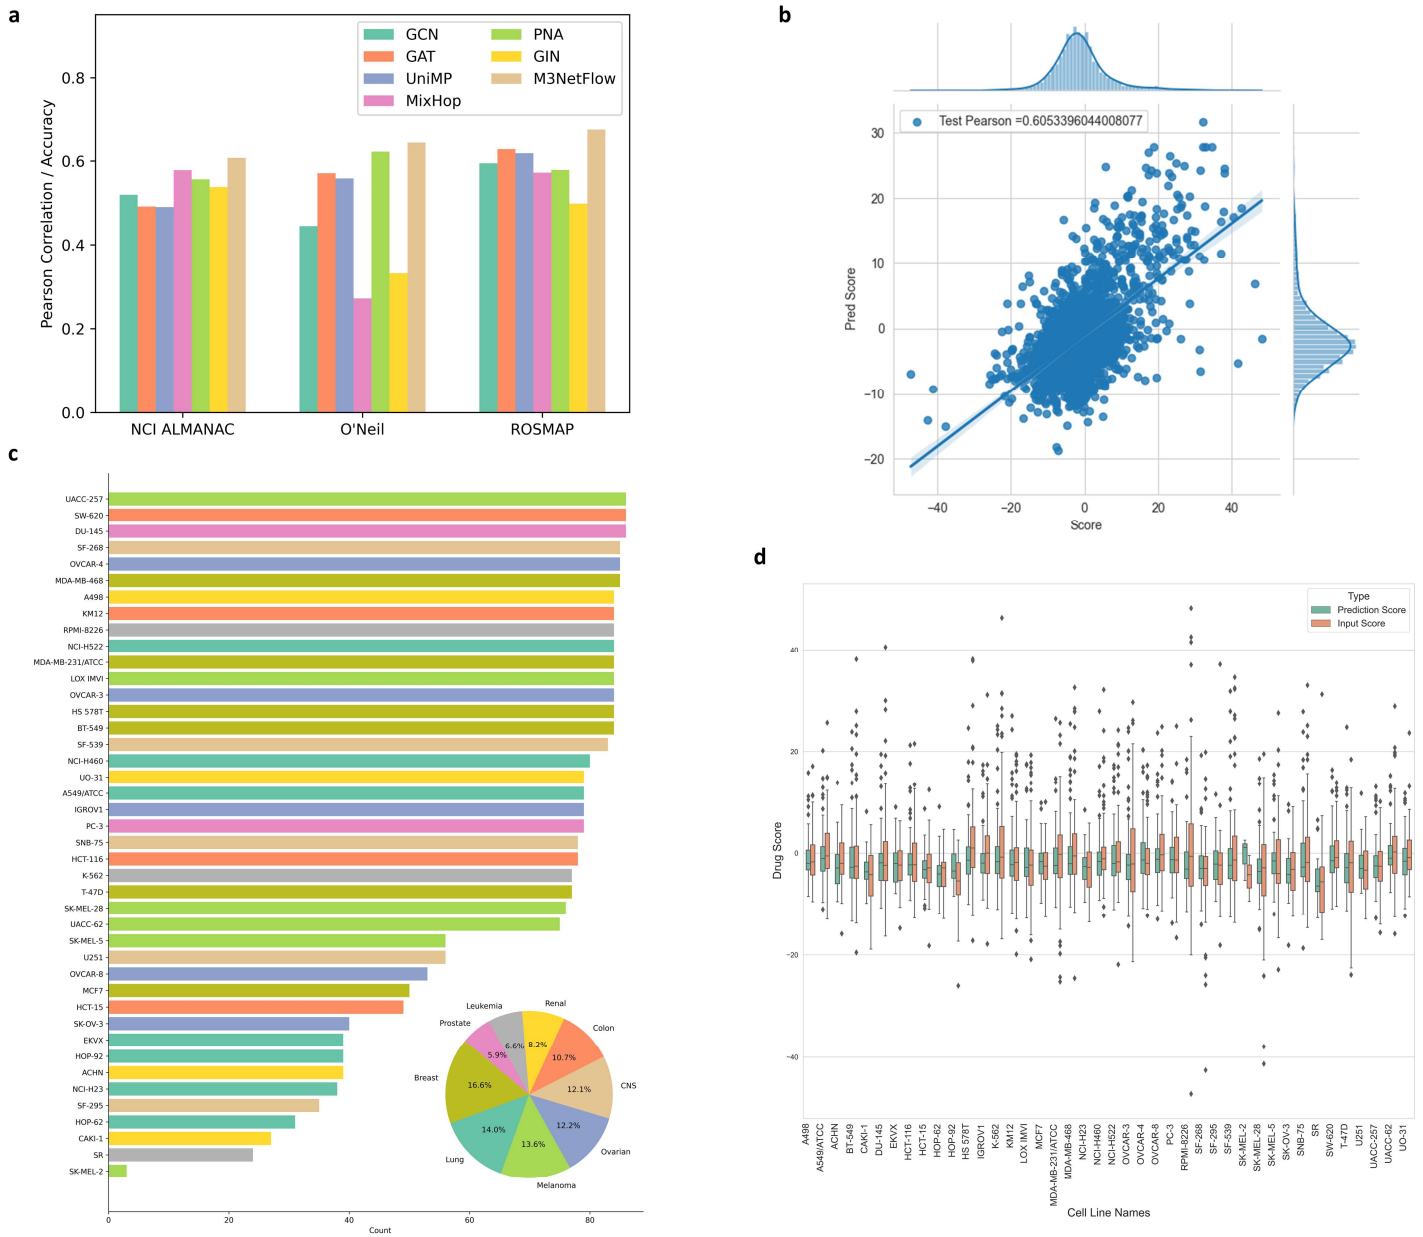 a
Pearson Correlation / Accuracy
0.8
0.6
0.4
0.2
0.0
GCN
GAT
UniMP
MixHop
PNA
GIN
M3NetFlow
NCI ALMANAC
O'Neil
ROSMAP
b
Test Pearson =0.6053396044008077
Pred Score
30
20
10
0
−10
−20
−40
−20
0
20
40
Score
c
UACC-257
SW-620
DU-145
SF-268
OVCAR-4
MDA-MB-468
A498
KM12
RPMI-8226
NCI-H522
MDA-MB-231/ATCC
LOX IMVI
OVCAR-3
HS 578T
BT-549
SF-539
NCI-H460
UO-31
A549/ATCC
IGROV1
PC-3
SNB-75
HCT-116
K-562
T-47D
SK-MEL-28
UACC-62
SK-MEL-5
U251
OVCAR-8
MCF7
HCT-15
SK-OV-3
EKVX
HOP-92
ACHN
NCI-H23
SF-295
HOP-62
CAKI-1
SR
SK-MEL-2
0
20
40
60
80
Count
Leukemia
Renal
Prostate
Colon
Breast
CNS
Lung
Ovarian
Melanoma
6.6%
8.2%
5.9%
10.7%
16.6%
12.1%
14.0%
12.2%
13.6%
d
Type
Prediction Score
Input Score
Drug Score
40
20
0
−20
−40
A498
A549/ATCC
ACHN
BT-549
CAKI-1
DU-145
EKVX
HCT-116
HCT-15
HOP-62
HOP-92
HS 578T
IGROV1
K-562
KM12
LOX IMVI
MCF7
MDA-MB-231/ATCC
MDA-MB-468
NCI-H23
NCI-H460
NCI-H522
OVCAR-3
OVCAR-4
OVCAR-8
PC-3
RPMI-8226
SF-268
SF-295
SF-539
SK-MEL-2
SK-MEL-28
SK-MEL-5
SK-OV-3
SNB-75
SR
SW-620
T-47D
U251
UACC-257
UACC-62
UO-31
Cell Line Names